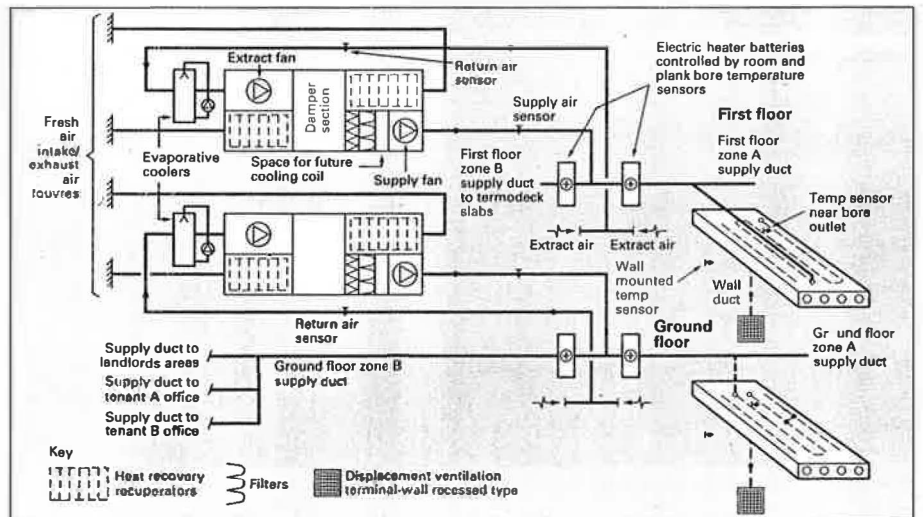 Extract fan
Return air
sensor
Electric heater batteries
controlled by room and
plank bore temperature
sensors
Damper
section
Supply air
sensor
First floor
Fresh
air
intake/
exhaust
air
louvres
Evaporative
coolers
Space for future
cooling coil
Supply fan
First floor
zone B
supply duct
to termodeck
slabs
First floor
zone A
supply duct
Temp sensor
near bore
outlet
Extract air
Extract air
Wall
mounted
temp
sensor
Wall
duct
Return air
sensor
Ground
floor
Supply duct to
landlords areas
Ground floor zone B
supply duct
Gr und floor
zone A
supply duct
Supply duct to
tenant A office
Supply duct to
tenant B office
Key
Heat recovery
recuperators
Filters
Displacement ventilation
terminal-wall recessed type